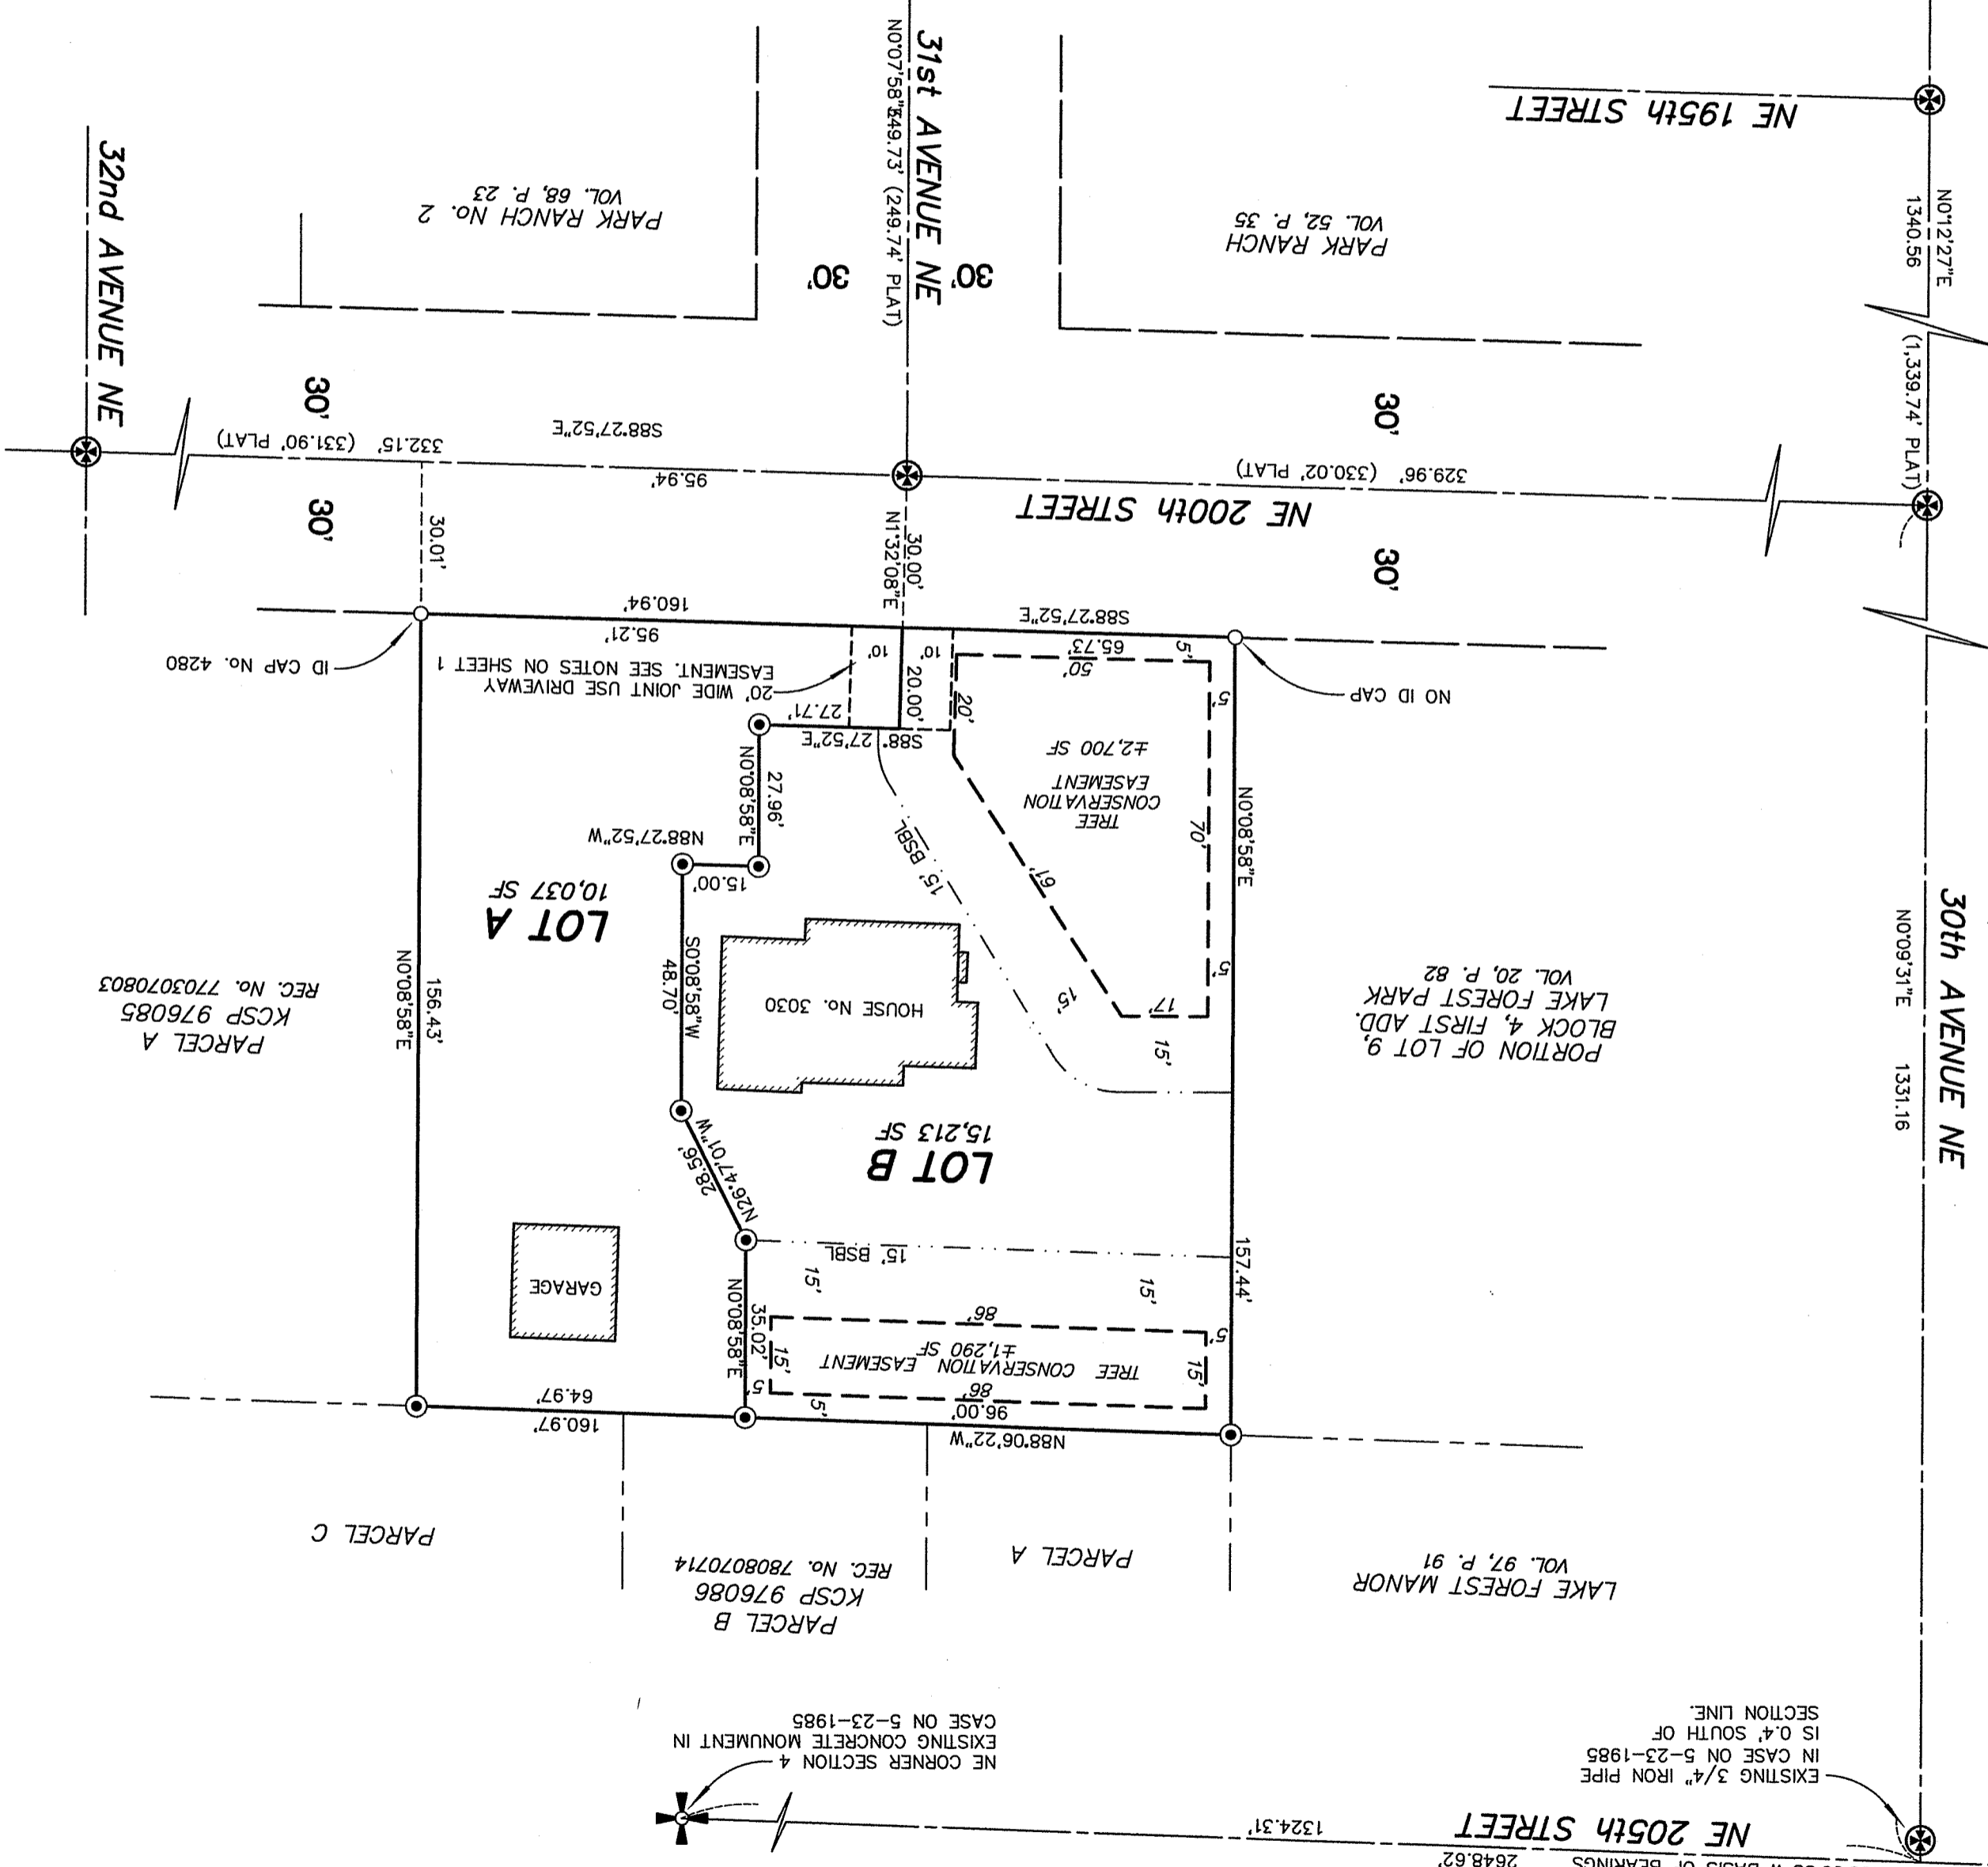 2648.62'
NE 205th STREET
1324.31'
EXISTING 3/4" IRON PIPE
IN CASE ON 5-23-1985
IS 0.4' SOUTH OF
SECTION LINE.
NE CORNER SECTION 4
EXISTING CONCRETE MONUMENT IN
CASE ON 5-23-1985
LAKE FOREST MANOR
VOL. 97, P. 91
PARCEL A
PARCEL B
KCSP 976086
REC. No. 7808070714
PARCEL C
N88°06'22"W
96.00'
160.97'
64.97'
86'
5'
5'
15'
TREE CONSERVATION EASEMENT
±1,290 SF
15'
5'
86'
35.02'
N0°08'58"E
15'
15'
15' BSBL
GARAGE
157.44'
N26°47'01"W
28.56'
LOT B
15,213 SF
30th AVENUE NE
N0°09'31"E 1331.16
PORTION OF LOT 9,
BLOCK 4, FIRST ADD.
LAKE FOREST PARK
VOL. 20, P. 82
15'
17'
15'
5'
HOUSE No. 3030
S0°08'58"W
48.70'
156.43'
N0°08'58"E
PARCEL A
KCSP 976085
REC. No. 7703070803
LOT A
10,037 SF
61'
15' BSBL
15.00'
N88°27'52"W
70'
N0°08'58"E
TREE
CONSERVATION
EASEMENT
±2,700 SF
27.96'
N0°08'58"E
S88°27'52"E
27.71'
20' WIDE JOINT USE DRIVEWAY
EASEMENT. SEE NOTES ON SHEET 1
NO ID CAP
5'
5'
50'
65.73'
20'
10'
20.00'
10'
95.21'
ID CAP No. 4280
S88°27'52"E
160.94'
30'
30.00'
N1°32'08"E
30.01'
30'
NE 200th STREET
329.96' (330.02' PLAT)
95.94'
S88°27'52"E
332.15' (331.90' PLAT)
30'
30'
32nd AVENUE NE
N0°12'27"E
1340.56
(1,339.74' PLAT)
PARK RANCH
VOL. 52, P. 35
30'
30'
31st AVENUE NE
N0°07'58"E
249.73' (249.74' PLAT)
PARK RANCH No. 2
VOL. 68, P. 23
NE 195th STREET